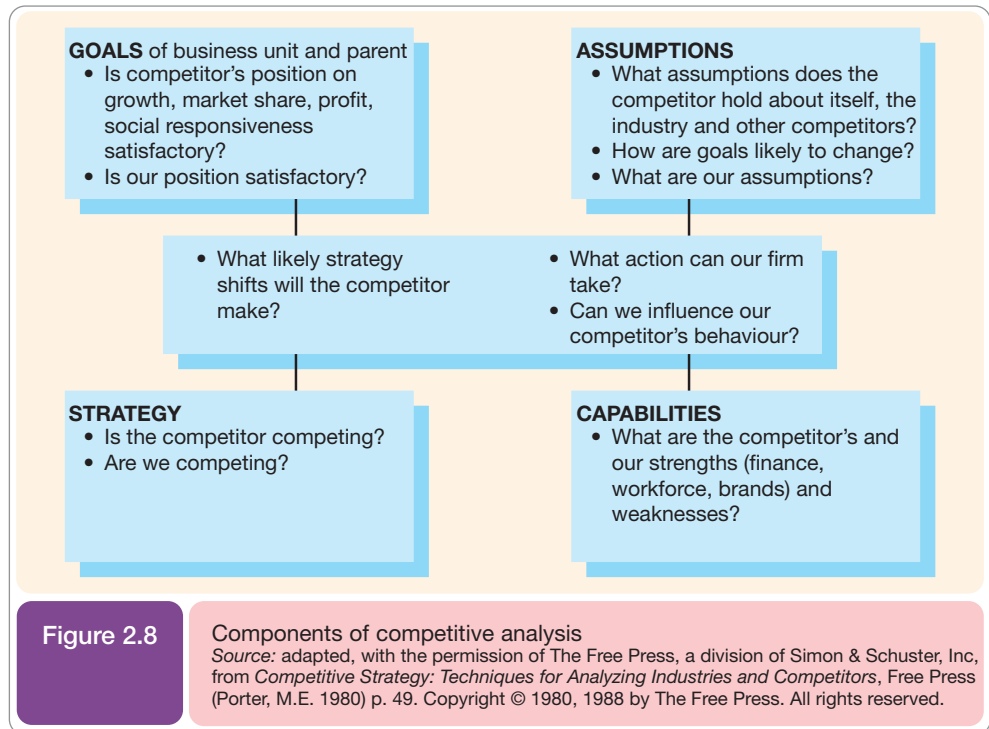 GOALS of business unit and parent
• Is competitor's position on
growth, market share, profit,
social responsiveness
satisfactory?
• Is our position satisfactory?
ASSUMPTIONS
• What assumptions does the
competitor hold about itself, the
industry and other competitors?
• How are goals likely to change?
• What are our assumptions?
• What likely strategy
shifts will the competitor
make?
• What action can our firm
take?
• Can we influence our
competitor's behaviour?
STRATEGY
• Is the competitor competing?
• Are we competing?
CAPABILITIES
• What are the competitor's and
our strengths (finance,
workforce, brands) and
weaknesses?
Figure 2.8
Components of competitive analysis
Source: adapted, with the permission of The Free Press, a division of Simon & Schuster, Inc,
from Competitive Strategy: Techniques for Analyzing Industries and Competitors, Free Press
(Porter, M.E. 1980) p. 49. Copyright © 1980, 1988 by The Free Press. All rights reserved.